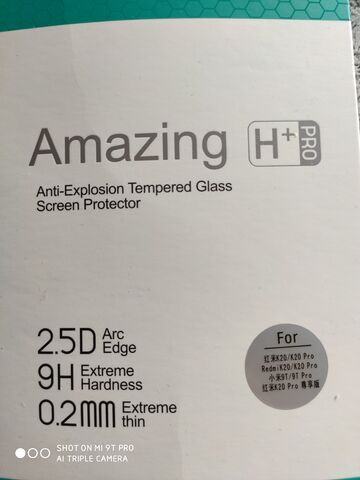 Amazing H+ PRO
Anti-Explosion Tempered Glass
Screen Protector
2.5D Arc Edge
9H Extreme Hardness
0.2mm Extreme thin
For
红米K20/K20 Pro
RedmiK20/K20 Pro
小米9T/9T Pro
红米K20 Pro 尊享版
SHOT ON MI 9T PRO
AI TRIPLE CAMERA